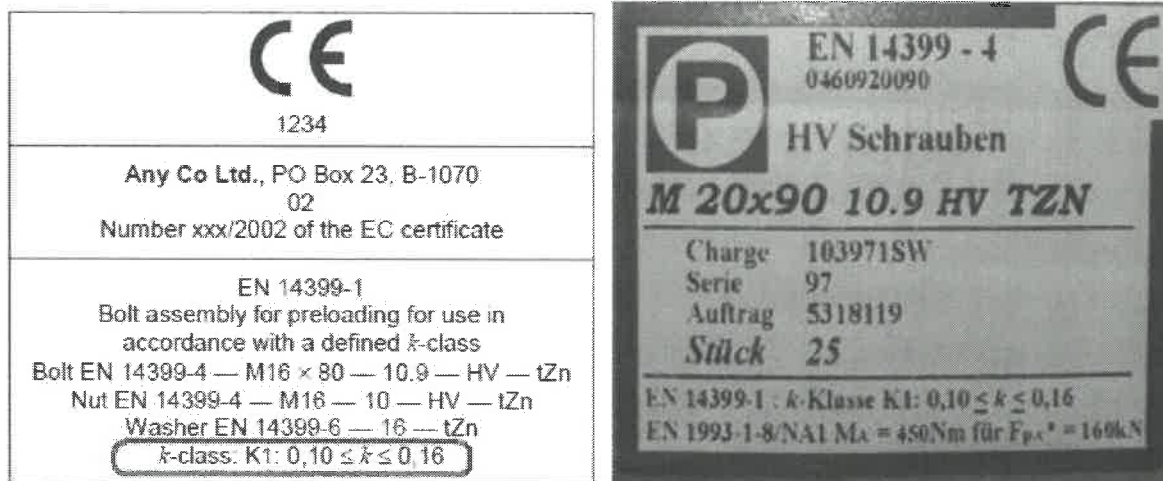 CE
1234
Any Co Ltd., PO Box 23, B-1070
02
Number xxx/2002 of the EC certificate
EN 14399-1
Bolt assembly for preloading for use in
accordance with a defined k-class
Bolt EN 14399-4 — M16 × 80 — 10.9 — HV — tZn
Nut EN 14399-4 — M16 — 10 — HV — tZn
Washer EN 14399-6 — 16 — tZn
k-class: K1: 0,10 ≤ k ≤ 0,16
P
EN 14399 - 4
CE
0460920090
HV Schrauben
M 20x90 10.9 HV TZN
Charge 103971SW
Serie 97
Auftrag 5318119
Stück 25
EN 14399-1 : k-Klasse K1: 0,10 ≤ k ≤ 0,16
EN 1993-1-8/NA1 MA = 450Nm für Fp,C* = 160kN